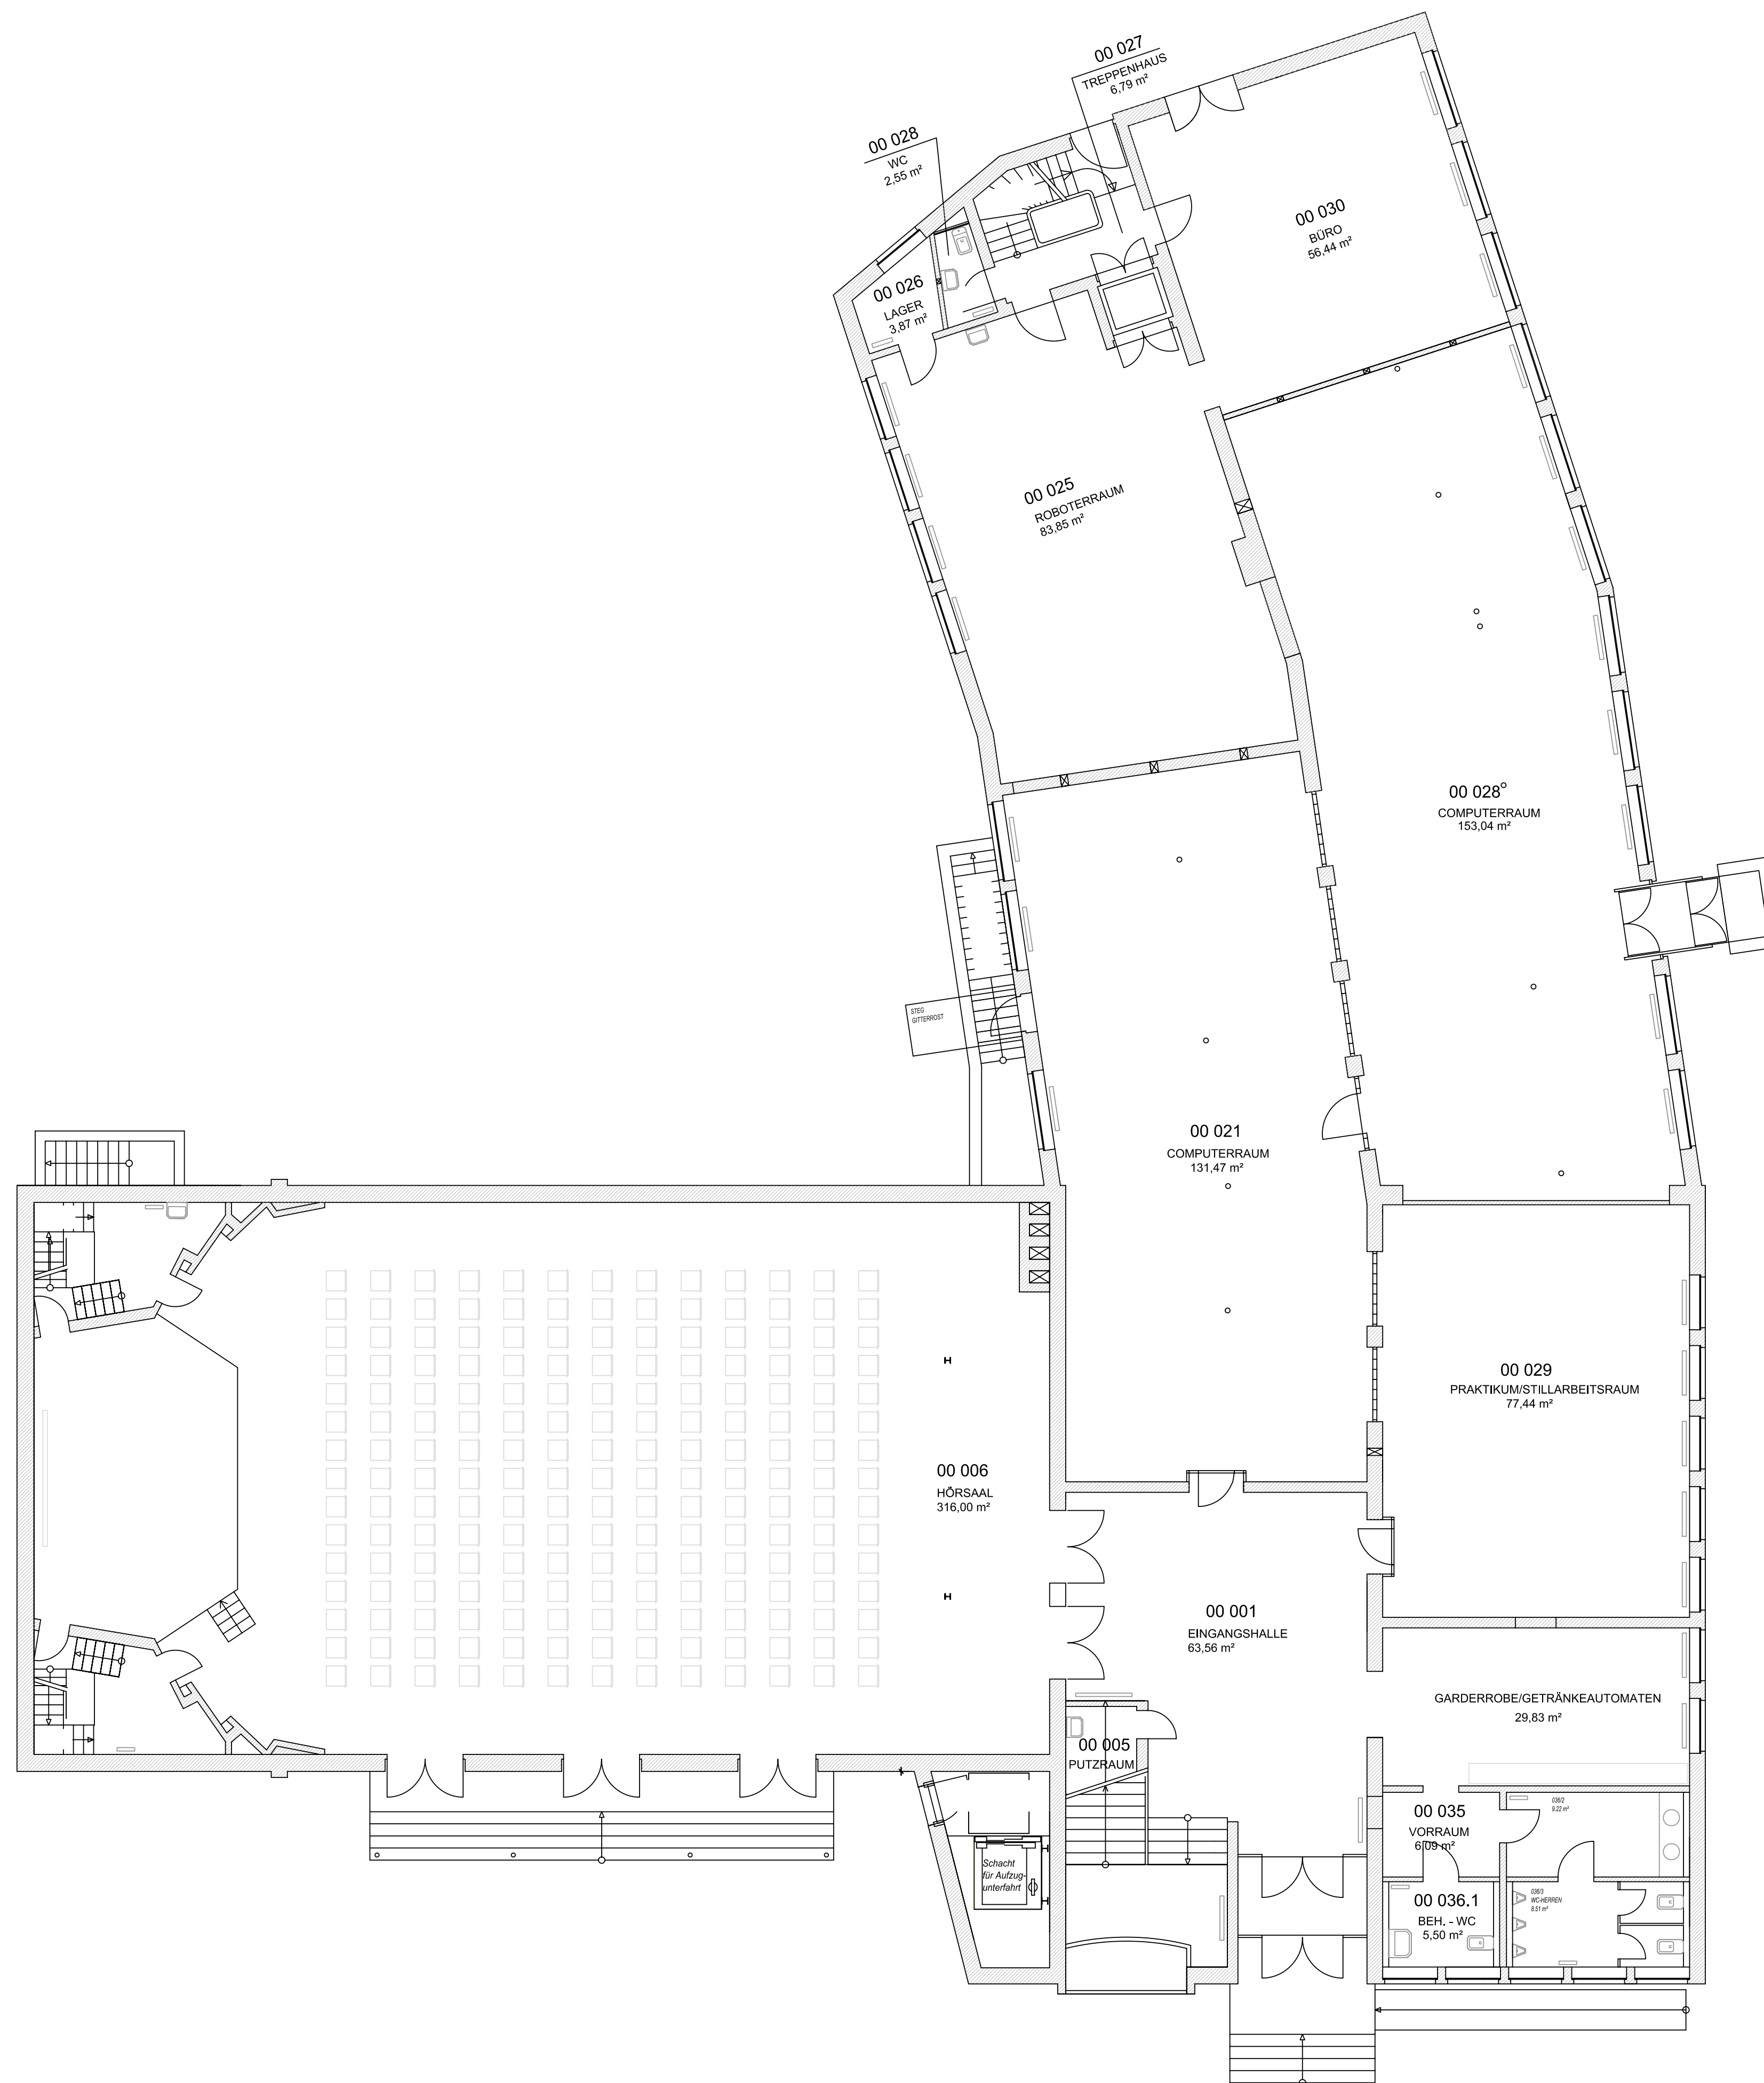 00 027
TREPPENHAUS
6,79 m²
00 028
WC
2,55 m²
00 030
BÜRO
56,44 m²
00 026
LAGER
3,87 m²
00 025
ROBOTERRAUM
83,85 m²
00 028
COMPUTERRAUM
153,04 m²
STEG
GITTERROST
00 021
COMPUTERRAUM
131,47 m²
00 029
PRAKTIKUM/STILLARBEITSRAUM
77,44 m²
00 006
HÖRSAAL
316,00 m²
00 001
EINGANGSHALLE
63,56 m²
GARDERROBE/GETRÄNKEAUTOMATEN
29,83 m²
00 005
PUTZRAUM
00 035
VORRAUM
6,09 m²
036/2
9.22 m²
Schacht
für Aufzug-
unterfahrt
00 036.1
BEH. - WC
5,50 m²
036/3
WC-HERREN
8.51 m²